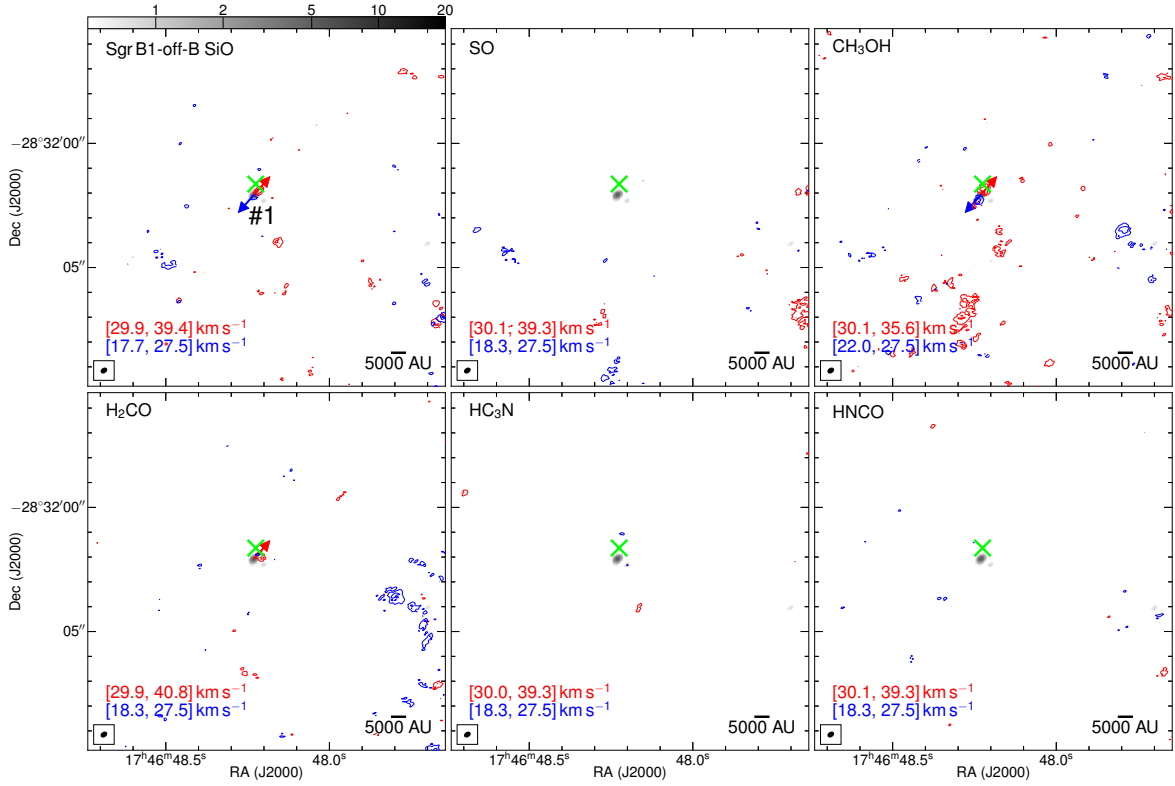 1 2 5 10 20
Sgr B1-off-B SiO
SO
CH₃OH
−28°32′00″
#1
Dec (J2000)
05″
[29.9, 39.4] km s⁻¹
[17.7, 27.5] km s⁻¹
5000 AU
[30.1, 39.3] km s⁻¹
[18.3, 27.5] km s⁻¹
5000 AU
[30.1, 35.6] km s⁻¹
[22.0, 27.5] km s⁻¹
5000 AU
H₂CO
HC₃N
HNCO
−28°32′00″
Dec (J2000)
05″
[29.9, 40.8] km s⁻¹
[18.3, 27.5] km s⁻¹
5000 AU
[30.0, 39.3] km s⁻¹
[18.3, 27.5] km s⁻¹
5000 AU
[30.1, 39.3] km s⁻¹
[18.3, 27.5] km s⁻¹
5000 AU
17ʰ46ᵐ48.5ˢ 48.0ˢ
17ʰ46ᵐ48.5ˢ 48.0ˢ
17ʰ46ᵐ48.5ˢ 48.0ˢ
RA (J2000)
RA (J2000)
RA (J2000)